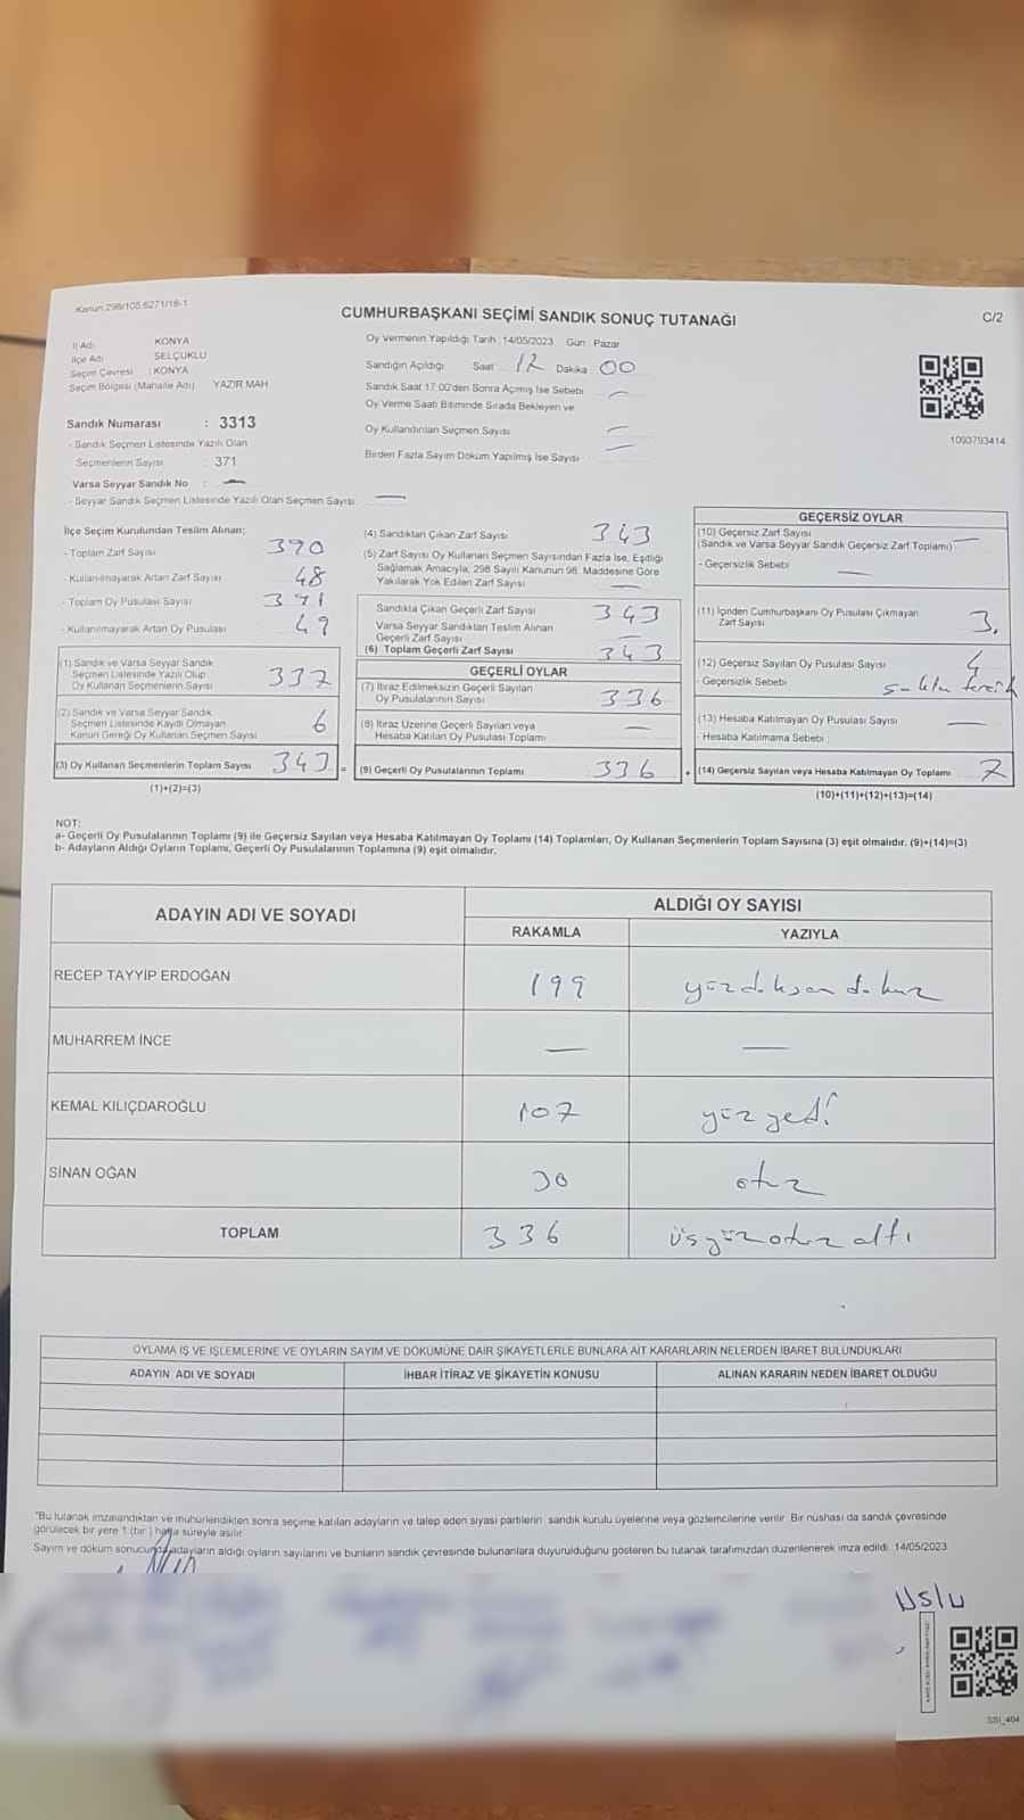 Kanun 298/105 6271/18-1
CUMHURBAŞKANI SEÇİMİ SANDIK SONUÇ TUTANAĞI
C/2
İl Adı KONYA
İlçe Adı SELÇUKLU
Seçim Çevresi : KONYA
Seçim Bölgesi (Mahalle Adı) YAZIR MAH
Oy Vermenin Yapıldığı Tarih : 14/05/2023 Gün : Pazar
Sandığın Açıldığı Saat 17 Dakika 00
Sandık Saat 17.00'den Sonra Açılmış İse Sebebi —
Oy Verme Saati Bitiminde Sırada Bekleyen ve
Oy Kullandırılan Seçmen Sayısı —
Birden Fazla Sayım Döküm Yapılmış İse Sayısı —
1093793414
Sandık Numarası : 3313
- Sandık Seçmen Listesinde Yazılı Olan
Seçmenlerin Sayısı : 371
Varsa Seyyar Sandık No : —
- Seyyar Sandık Seçmen Listesinde Yazılı Olan Seçmen Sayısı —
İlçe Seçim Kurulundan Teslim Alınan;
- Toplam Zarf Sayısı 390
- Kullanılmayarak Artan Zarf Sayısı 48
- Toplam Oy Pusulası Sayısı 391
- Kullanılmayarak Artan Oy Pusulası 49
(1) Sandık ve Varsa Seyyar Sandık
Seçmen Listesinde Yazılı Olup
Oy Kullanan Seçmenlerin Sayısı 337
(2) Sandık ve Varsa Seyyar Sandık
Seçmen Listesinde Kaydı Olmayan
Kanun Gereği Oy Kullanan Seçmen Sayısı 6
(3) Oy Kullanan Seçmenlerin Toplam Sayısı 343 =
(1)+(2)=(3)
(4) Sandıktan Çıkan Zarf Sayısı 343
(5) Zarf Sayısı Oy Kullanan Seçmen Sayısından Fazla İse, Eşitliği
Sağlamak Amacıyla, 298 Sayılı Kanunun 98. Maddesine Göre
Yakılarak Yok Edilen Zarf Sayısı —
Sandıkta Çıkan Geçerli Zarf Sayısı 343
Varsa Seyyar Sandıktan Teslim Alınan
Geçerli Zarf Sayısı —
(6) Toplam Geçerli Zarf Sayısı 343
GEÇERLİ OYLAR
(7) İtiraz Edilmeksizin Geçerli Sayılan
Oy Pusulalarının Sayısı 336
(8) İtiraz Üzerine Geçerli Sayılan veya
Hesaba Katılan Oy Pusulası Toplamı —
(9) Geçerli Oy Pusulalarının Toplamı 336 +
GEÇERSİZ OYLAR
(10) Geçersiz Zarf Sayısı
(Sandık ve Varsa Seyyar Sandık Geçersiz Zarf Toplamı) —
- Geçersizlik Sebebi —
(11) İçinden Cumhurbaşkanı Oy Pusulası Çıkmayan
Zarf Sayısı 3.
(12) Geçersiz Sayılan Oy Pusulası Sayısı 4
- Geçersizlik Sebebi
(13) Hesaba Katılmayan Oy Pusulası Sayısı —
Hesaba Katılmama Sebebi :
(14) Geçersiz Sayılan veya Hesaba Katılmayan Oy Toplamı 7
(10)+(11)+(12)+(13)=(14)
NOT:
a- Geçerli Oy Pusulalarının Toplamı (9) ile Geçersiz Sayılan veya Hesaba Katılmayan Oy Toplamı (14) Toplamları, Oy Kullanan Seçmenlerin Toplam Sayısına (3) eşit olmalıdır. (9)+(14)=(3)
b- Adayların Aldığı Oyların Toplamı, Geçerli Oy Pusulalarının Toplamına (9) eşit olmalıdır.
ADAYIN ADI VE SOYADI
ALDIĞI OY SAYISI
RAKAMLA YAZIYLA
RECEP TAYYİP ERDOĞAN 199 yüzdoksan dokuz
MUHARREM İNCE — —
KEMAL KILIÇDAROĞLU 107 yüz yedi
SİNAN OĞAN 30 otuz
TOPLAM 336 üçyüzotuz altı
OYLAMA İŞ VE İŞLEMLERİNE VE OYLARIN SAYIM VE DÖKÜMÜNE DAİR ŞİKAYETLERLE BUNLARA AİT KARARLARIN NELERDEN İBARET BULUNDUKLARI
ADAYIN ADI VE SOYADI İHBAR İTİRAZ VE ŞİKAYETİN KONUSU ALINAN KARARIN NEDEN İBARET OLDUĞU
"Bu tutanak imzalandıktan ve mühürlendikten sonra seçime katılan adayların ve talep eden siyasi partilerin sandık kurulu üyelerine veya gözlemcilerine verilir. Bir nüshası da sandık çevresinde
görülecek bir yere 1 (bir ) hafta süreyle asılır.
Sayım ve döküm sonucunda adayların aldığı oyların sayılarını ve bunların sandık çevresinde bulunanlara duyurulduğunu gösteren bu tutanak tarafımızdan düzenlenerek imza edildi. 14/05/2023
Uslu